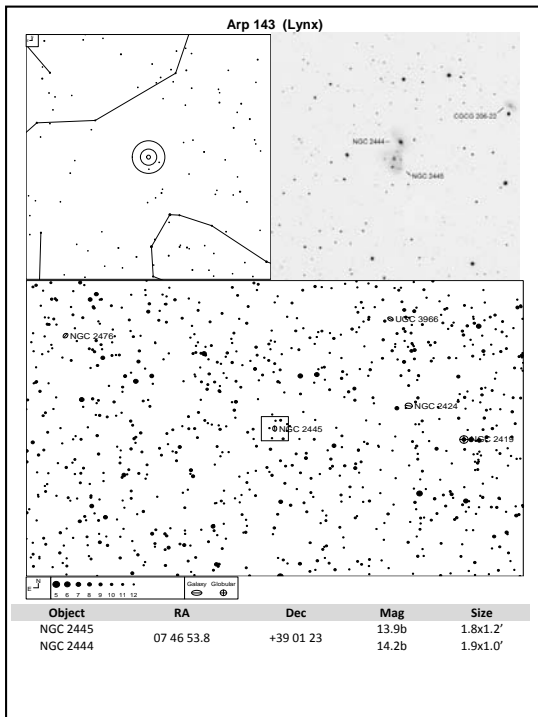 Arp 143 (Lynx)
CGCG 206-23
NGC 2444
NGC 2445
UGC 3966
NGC 2476
NGC 2424
NGC 2445
NGC 2419
N
E
5 6 7 8 9 10 11 12
Galaxy Globular
Object RA Dec Mag Size
NGC 2445 13.9b 1.8x1.2’
07 46 53.8 +39 01 23
NGC 2444 14.2b 1.9x1.0’